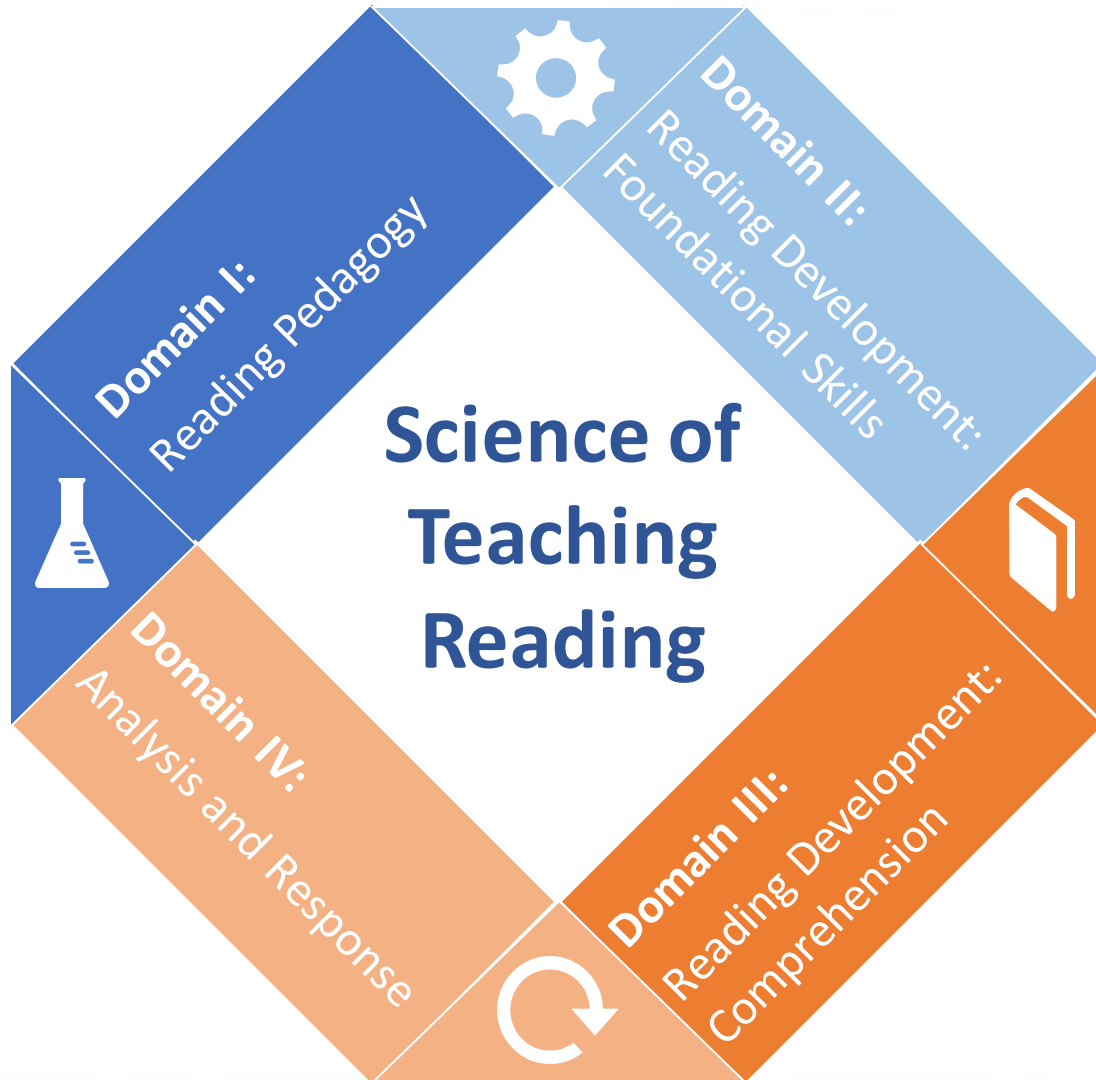 Domain I:
Reading Pedagogy
Domain II:
Reading Development:
Foundational Skills
Science of
Teaching
Reading
Domain III:
Reading Development:
Comprehension
Domain IV:
Analysis and Response